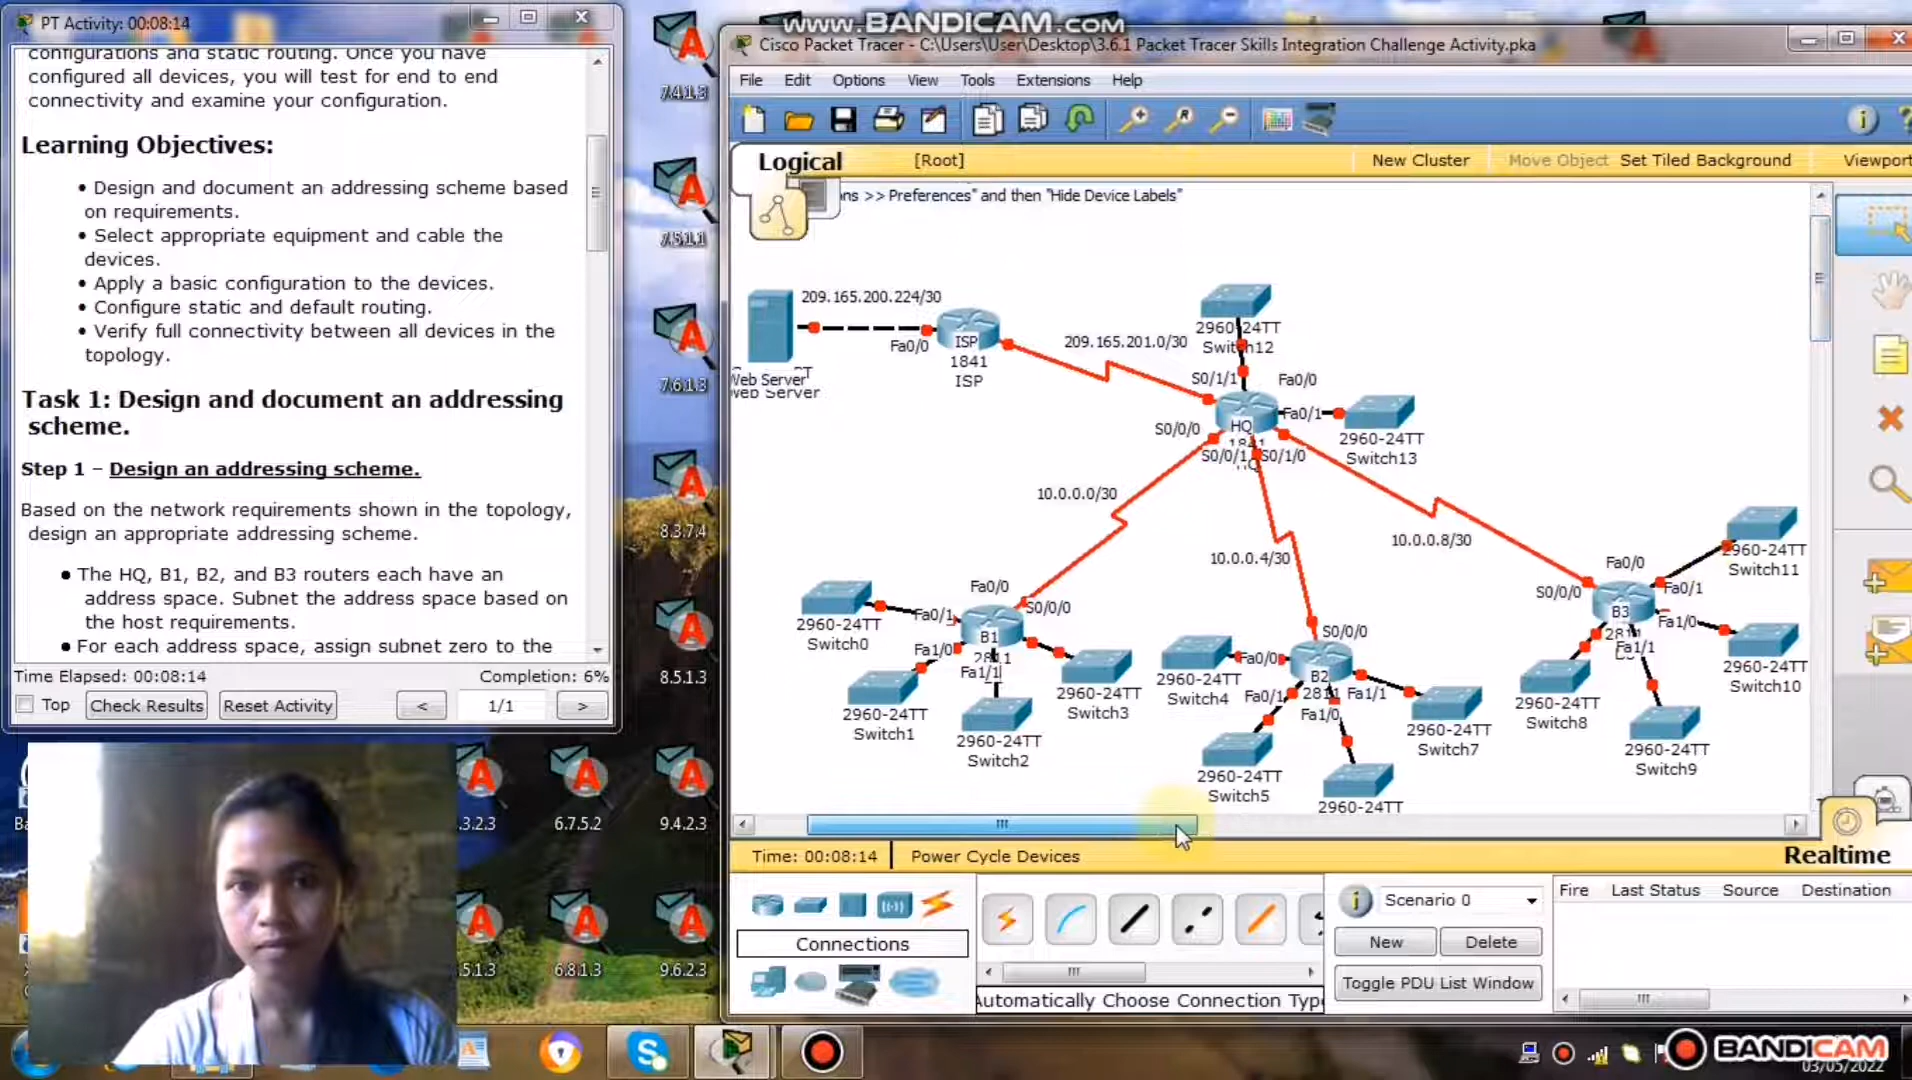 www.BANDICAM.com
PT Activity: 00:08:14
configurations and static routing. Once you have
configured all devices, you will test for end to end
connectivity and examine your configuration.
Learning Objectives:
• Design and document an addressing scheme based
on requirements.
• Select appropriate equipment and cable the
devices.
• Apply a basic configuration to the devices.
• Configure static and default routing.
• Verify full connectivity between all devices in the
topology.
Task 1: Design and document an addressing
scheme.
Step 1 – Design an addressing scheme.
Based on the network requirements shown in the topology,
design an appropriate addressing scheme.
• The HQ, B1, B2, and B3 routers each have an
address space. Subnet the address space based on
the host requirements.
• For each address space, assign subnet zero to the
Time Elapsed: 00:08:14
Completion: 6%
Top
Check Results
Reset Activity
<
1/1
>
7.4.1.3
7.5.1.1
7.6.1.3
8.3.7.4
8.5.1.3
.3.2.3
6.7.5.2
9.4.2.3
.5.1.3
6.8.1.3
9.6.2.3
Cisco Packet Tracer - C:\Users\User\Desktop\3.6.1 Packet Tracer Skills Integration Challenge Activity.pka
File Edit Options View Tools Extensions Help
Logical
[Root]
New Cluster
Move Object
Set Tiled Background
Viewport
ns >> Preferences" and then "Hide Device Labels"
209.165.200.224/30
Fa0/0
ISP
1841
ISP
Web Server
209.165.201.0/30
2960-24TT
Switch12
S0/1/1
Fa0/0
HQ
1841
Fa0/1
2960-24TT
Switch13
S0/0/0
S0/0/1
S0/1/0
10.0.0.0/30
10.0.0.4/30
10.0.0.8/30
Fa0/0
S0/0/0
B1
2811
Fa0/1
Fa1/0
Fa1/1
2960-24TT
Switch0
2960-24TT
Switch1
2960-24TT
Switch2
2960-24TT
Switch3
S0/0/0
B2
2811
Fa0/0
Fa0/1
Fa1/0
Fa1/1
2960-24TT
Switch4
2960-24TT
Switch5
2960-24TT
2960-24TT
Switch7
Fa0/0
S0/0/0
B3
2811
Fa0/1
Fa1/0
Fa1/1
2960-24TT
Switch8
2960-24TT
Switch9
2960-24TT
Switch10
2960-24TT
Switch11
Time: 00:08:14
Power Cycle Devices
Realtime
Connections
Automatically Choose Connection Typ
Scenario 0
New
Delete
Toggle PDU List Window
Fire
Last Status
Source
Destination
BANDICAM
03/05/2022